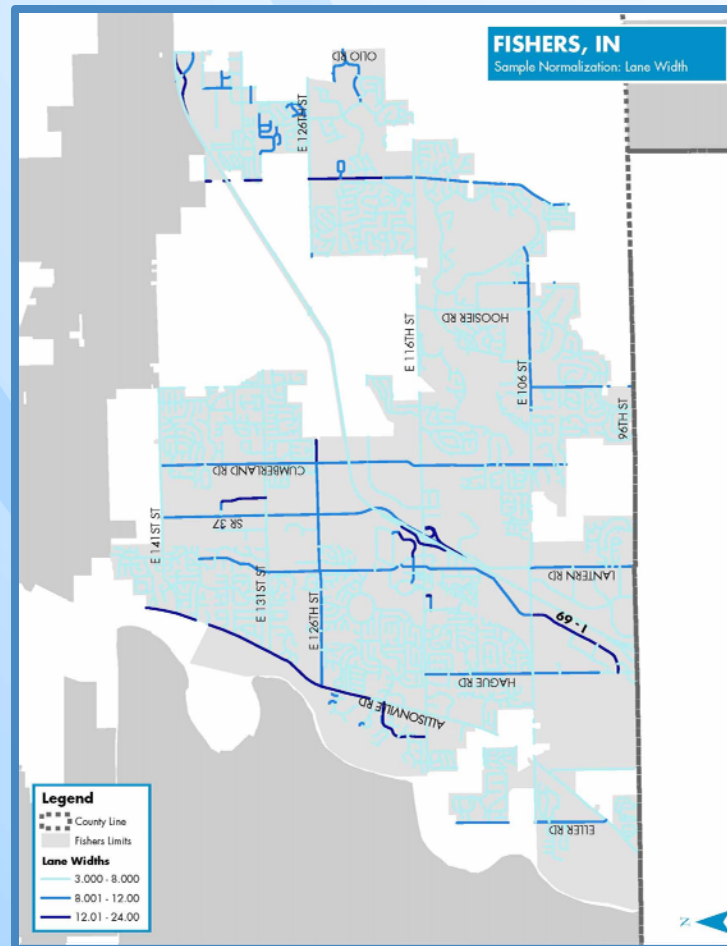 FISHERS, IN
Sample Normalization: Lane Width
OLIO RD
E 126TH ST
E 116TH ST
HOOSIER RD
E 106 ST
96TH ST
CUMBERLAND RD
SR 37
E 141ST ST
E 131ST ST
E 126TH ST
LANTERN RD
I - 69
HAGUE RD
ALLISONVILLE RD
ELLER RD
Legend
County Line
Fishers Limits
Lane Widths
3.000 - 8.000
8.001 - 12.00
12.01 - 24.00
N